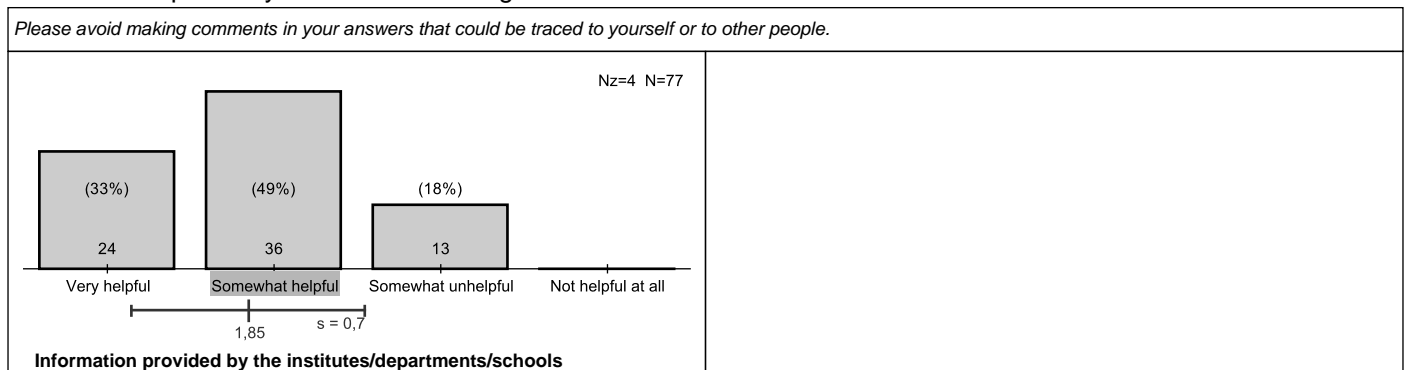 Please avoid making comments in your answers that could be traced to yourself or to other people.
Nz=4 N=77
(33%) (49%) (18%)
24 36 13
Very helpful Somewhat helpful Somewhat unhelpful Not helpful at all
1,85 s = 0,7
Information provided by the institutes/departments/schools